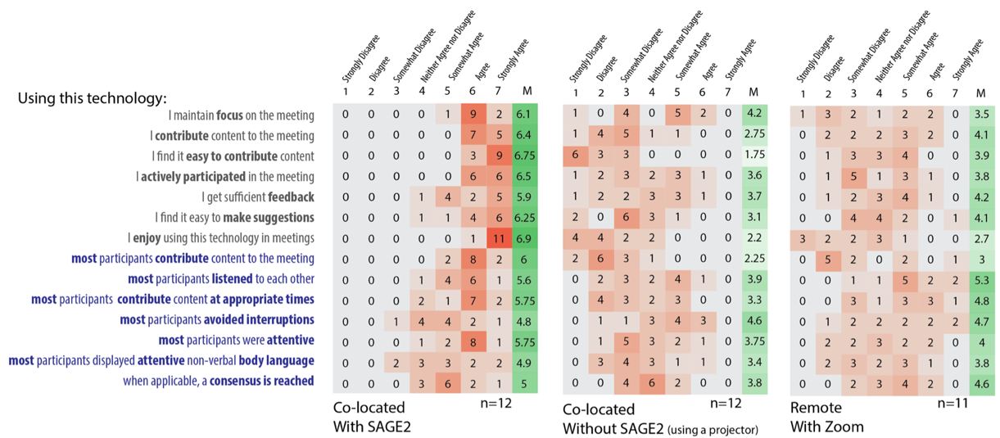 Strongly Disagree Disagree Somewhat Disagree Neither Agree nor Disagree Somewhat Agree Agree Strongly Agree
Strongly Disagree Disagree Somewhat Disagree Neither Agree nor Disagree Somewhat Agree Agree Strongly Agree
Strongly Disagree Disagree Somewhat Disagree Neither Agree nor Disagree Somewhat Agree Agree Strongly Agree
1 2 3 4 5 6 7 M 1 2 3 4 5 6 7 M 1 2 3 4 5 6 7 M
Using this technology:
I maintain focus on the meeting 0 0 0 0 1 9 2 6.1 1 0 4 0 5 2 0 4.2 1 3 2 1 2 2 0 3.5
I contribute content to the meeting 0 0 0 0 0 7 5 6.4 1 4 5 1 1 0 0 2.75 0 2 2 2 3 2 0 4.1
I find it easy to contribute content 0 0 0 0 0 3 9 6.75 6 3 3 0 0 0 0 1.75 0 1 3 3 4 0 0 3.9
I actively participated in the meeting 0 0 0 0 0 6 6 6.5 1 2 3 2 3 1 0 3.6 0 1 5 1 3 1 0 3.8
I get sufficient feedback 0 0 0 1 4 2 5 5.9 1 2 2 3 3 1 0 3.7 0 1 2 3 4 1 0 4.2
I find it easy to make suggestions 0 0 0 1 1 4 6 6.25 2 0 6 3 1 0 0 3.1 0 0 4 4 2 0 1 4.1
I enjoy using this technology in meetings 0 0 0 0 0 1 11 6.9 4 4 2 2 0 0 0 2.2 3 2 2 3 1 0 0 2.7
most participants contribute content to the meeting 0 0 0 0 2 8 2 6 2 6 3 1 0 0 0 2.25 0 5 2 0 2 0 1 3
most participants listened to each other 0 0 0 1 4 6 1 5.6 0 2 3 2 4 1 0 3.9 0 0 1 1 5 2 2 5.3
most participants contribute content at appropriate times 0 0 0 2 1 7 2 5.75 0 4 3 2 3 0 0 3.3 0 0 3 1 3 3 1 4.8
most participants avoided interruptions 0 0 1 4 4 2 1 4.8 0 1 1 3 4 3 0 4.6 0 1 2 2 2 2 2 4.7
most participants were attentive 0 0 0 1 2 8 1 5.75 0 1 5 3 2 1 0 3.75 0 2 2 3 2 2 0 4
most participants displayed attentive non-verbal body language 0 0 2 3 3 2 2 4.9 0 3 4 3 1 1 0 3.4 0 2 3 2 3 1 0 3.8
when applicable, a consensus is reached 0 0 0 3 6 2 1 5 0 0 4 6 2 0 0 3.8 0 0 2 3 4 2 0 4.6
Co-located n=12 Co-located n=12 Remote n=11
With SAGE2 Without SAGE2 (using a projector) With Zoom